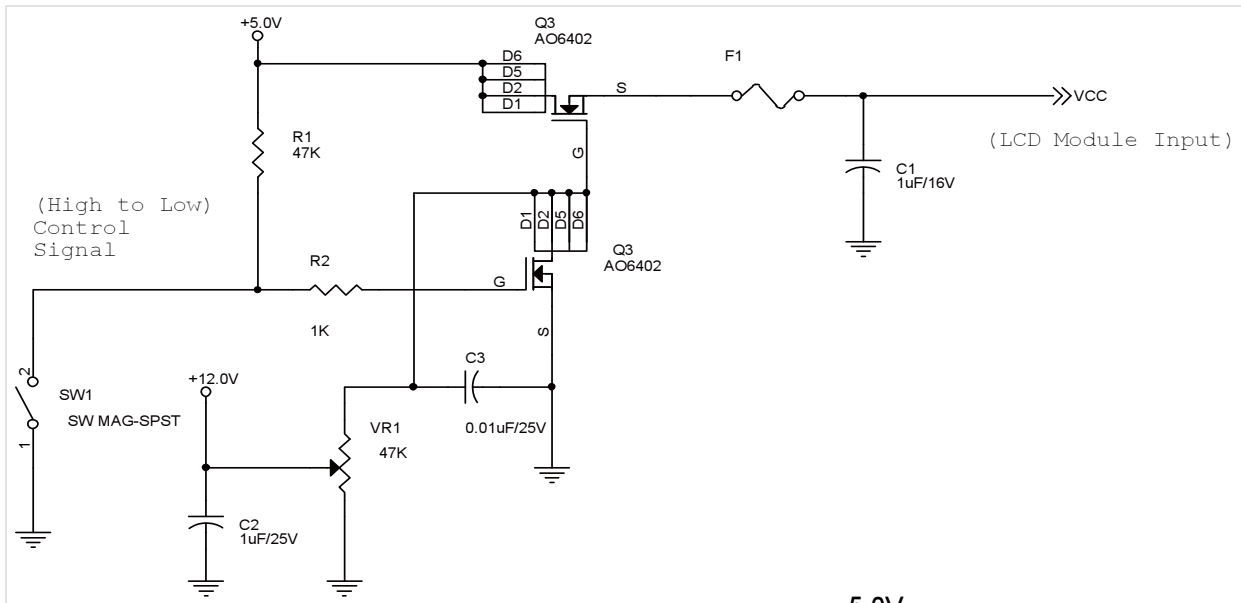 +5.0V
Q3
AO6402
D6
D5
D2
D1
S
F1
VCC
(LCD Module Input)
R1
47K
G
C1
1uF/16V
(High to Low)
Control
Signal
D1
D2
D5
D6
Q3
AO6402
R2
G
1K
S
2
SW1
SW MAG-SPST
1
+12.0V
C3
0.01uF/25V
VR1
47K
C2
1uF/25V